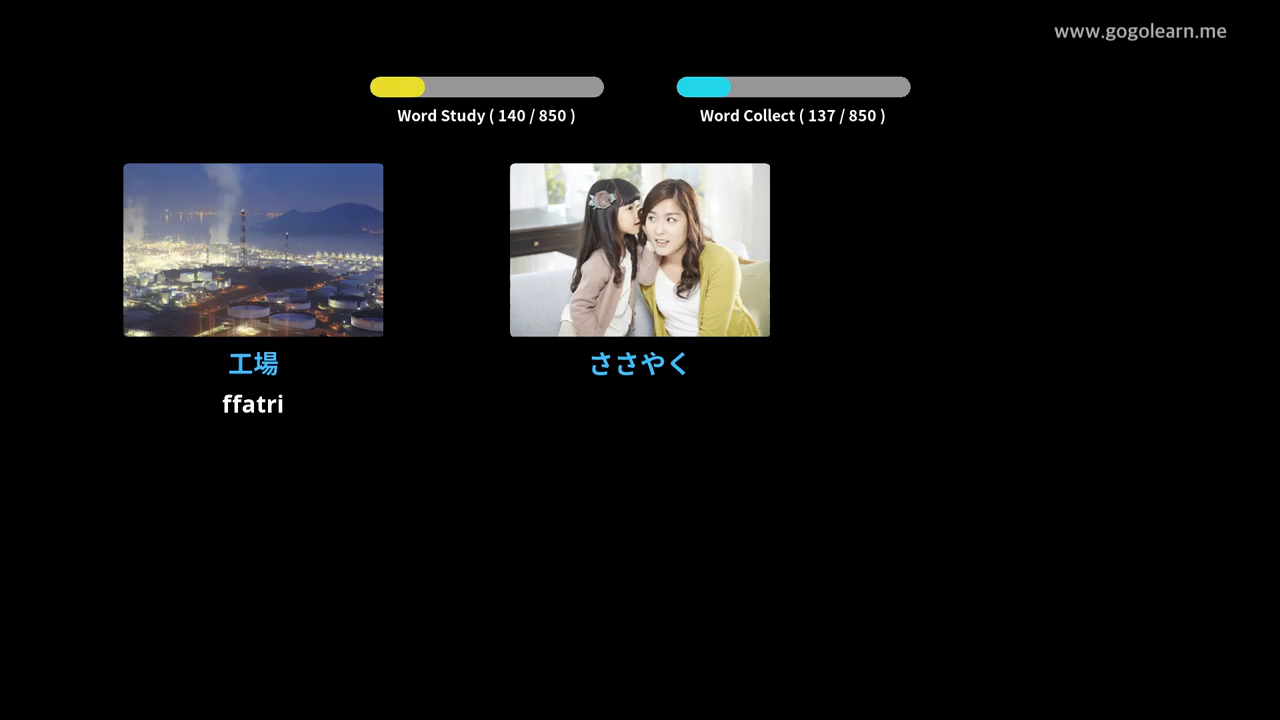 www.gogolearn.me
Word Study ( 140 / 850 )
Word Collect ( 137 / 850 )
工場
ffatri
ささやく